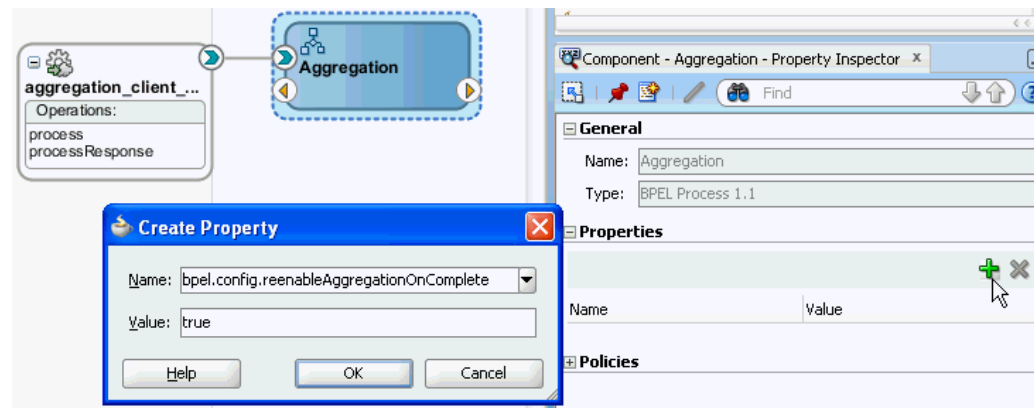 aggregation_client_...
Operations:
process
processResponse
Aggregation
Create Property
Name: bpel.config.reenableAggregationOnComplete
Value: true
Help OK Cancel
Component - Aggregation - Property Inspector x
Find
General
Name: Aggregation
Type: BPEL Process 1.1
Properties
Name Value
Policies